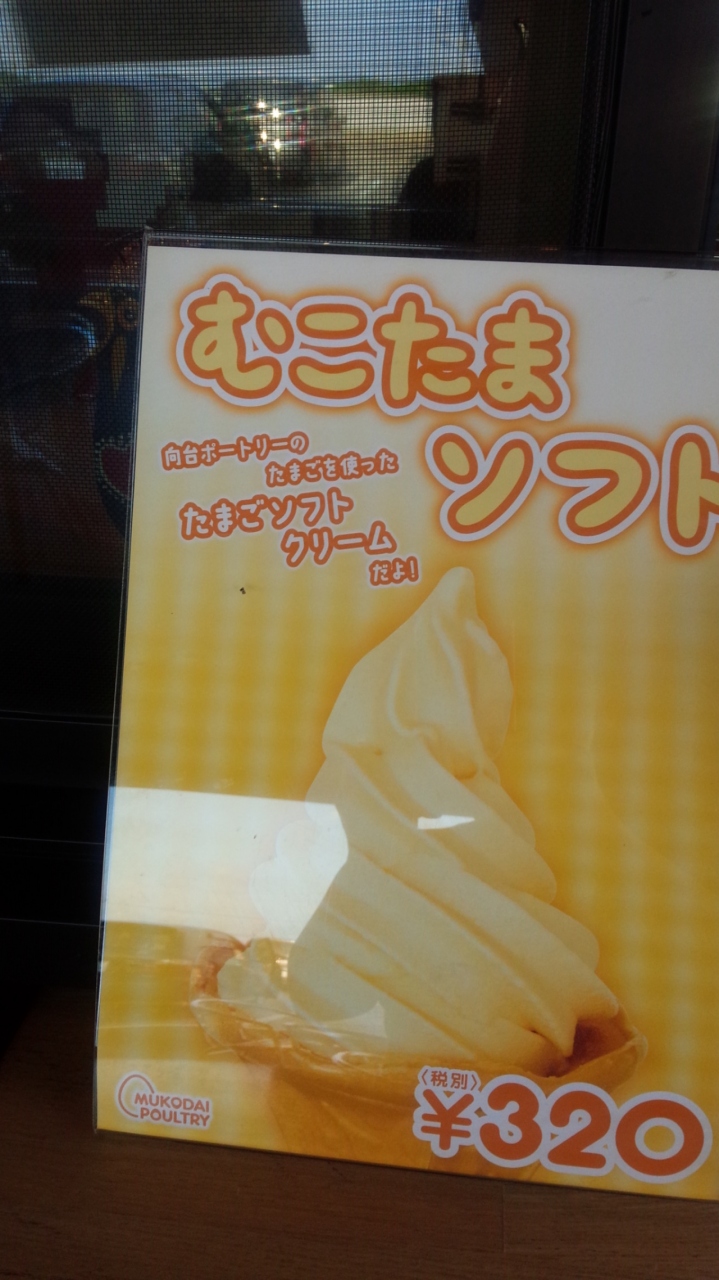 むこたま
ソフト
向台ポートリーの
たまごを使った
たまごソフト
クリーム
だよ!
〈税別〉
¥320
MUKODAI
POULTRY